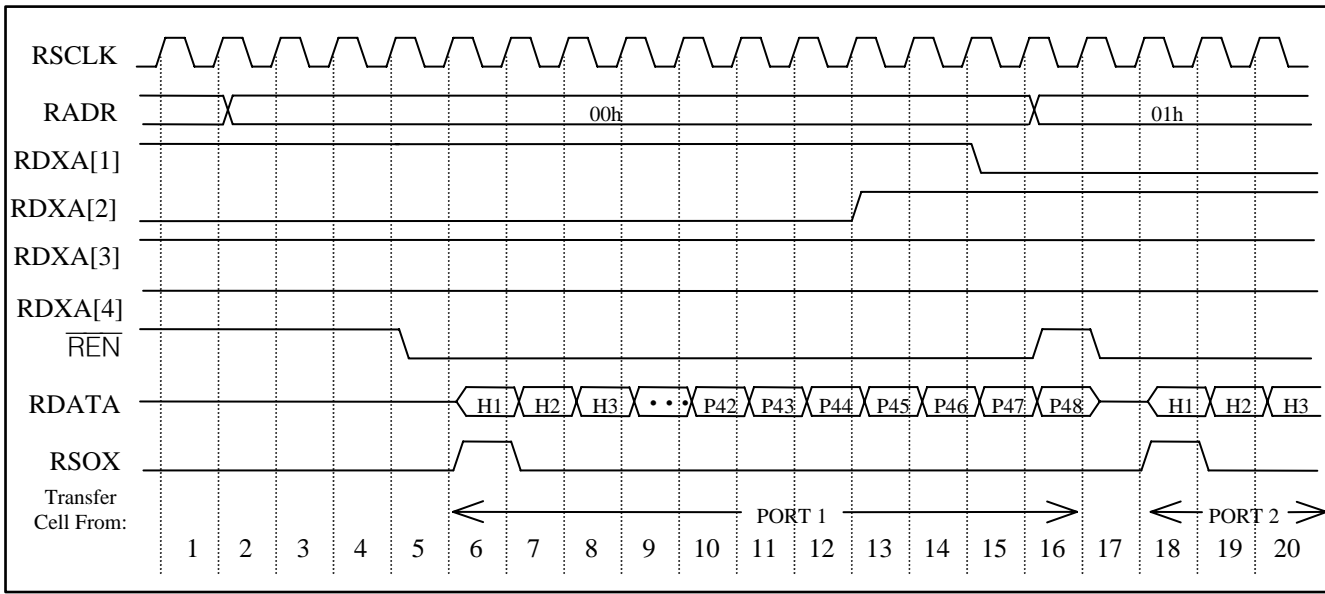 RSCLK
RADR 00h 01h
RDXA[1]
RDXA[2]
RDXA[3]
RDXA[4]
REN
RDATA H1 H2 H3 • • • P42 P43 P44 P45 P46 P47 P48 H1 H2 H3
RSOX
Transfer
Cell From: PORT 1 PORT 2
1 2 3 4 5 6 7 8 9 10 11 12 13 14 15 16 17 18 19 20